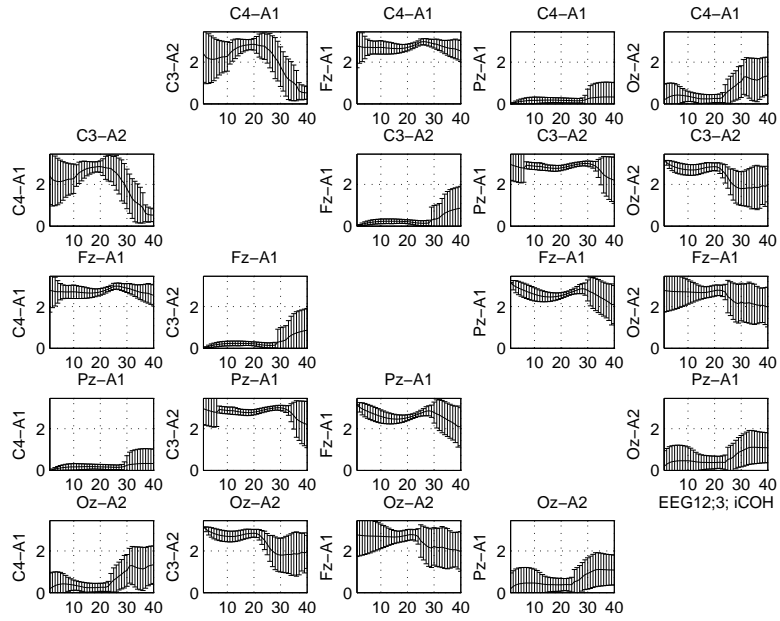 C4−A1 C4−A1 C4−A1 C4−A1
C3−A2 Fz−A1 Pz−A1 Oz−A2
2 2 2 2
0 0 0 0
10 20 30 40 10 20 30 40 10 20 30 40 10 20 30 40
C3−A2 C3−A2 C3−A2 C3−A2
C4−A1 Fz−A1 Pz−A1 Oz−A2
2 2 2 2
0 0 0 0
10 20 30 40 10 20 30 40 10 20 30 40 10 20 30 40
Fz−A1 Fz−A1 Fz−A1 Fz−A1
C4−A1 C3−A2 Pz−A1 Oz−A2
2 2 2 2
0 0 0 0
10 20 30 40 10 20 30 40 10 20 30 40 10 20 30 40
Pz−A1 Pz−A1 Pz−A1 Pz−A1
C4−A1 C3−A2 Fz−A1 Oz−A2
2 2 2 2
0 0 0 0
10 20 30 40 10 20 30 40 10 20 30 40 10 20 30 40
Oz−A2 Oz−A2 Oz−A2 Oz−A2 EEG12;3; iCOH
C4−A1 C3−A2 Fz−A1 Pz−A1
2 2 2 2
0 0 0 0
10 20 30 40 10 20 30 40 10 20 30 40 10 20 30 40